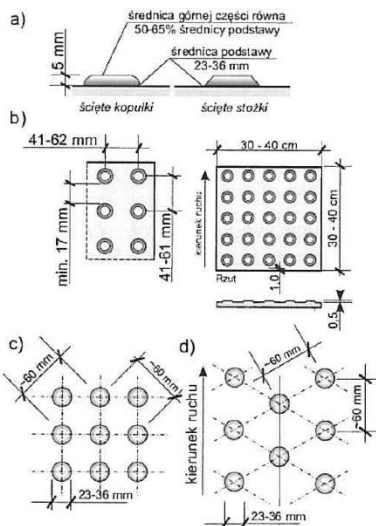 a)
średnica górnej części równa
50-65% średnicy podstawy
5 mm
średnica podstawy
23-36 mm
ścięte kopułki
ścięte stożki
b)
41-62 mm
min. 17 mm
41-61 mm
30 - 40 cm
kierunek ruchu
30 - 40 cm
Rzut
1.0
0.5
c)
~60 mm
~60 mm
23-36 mm
d)
kierunek ruchu
~60 mm
~60 mm
23-36 mm